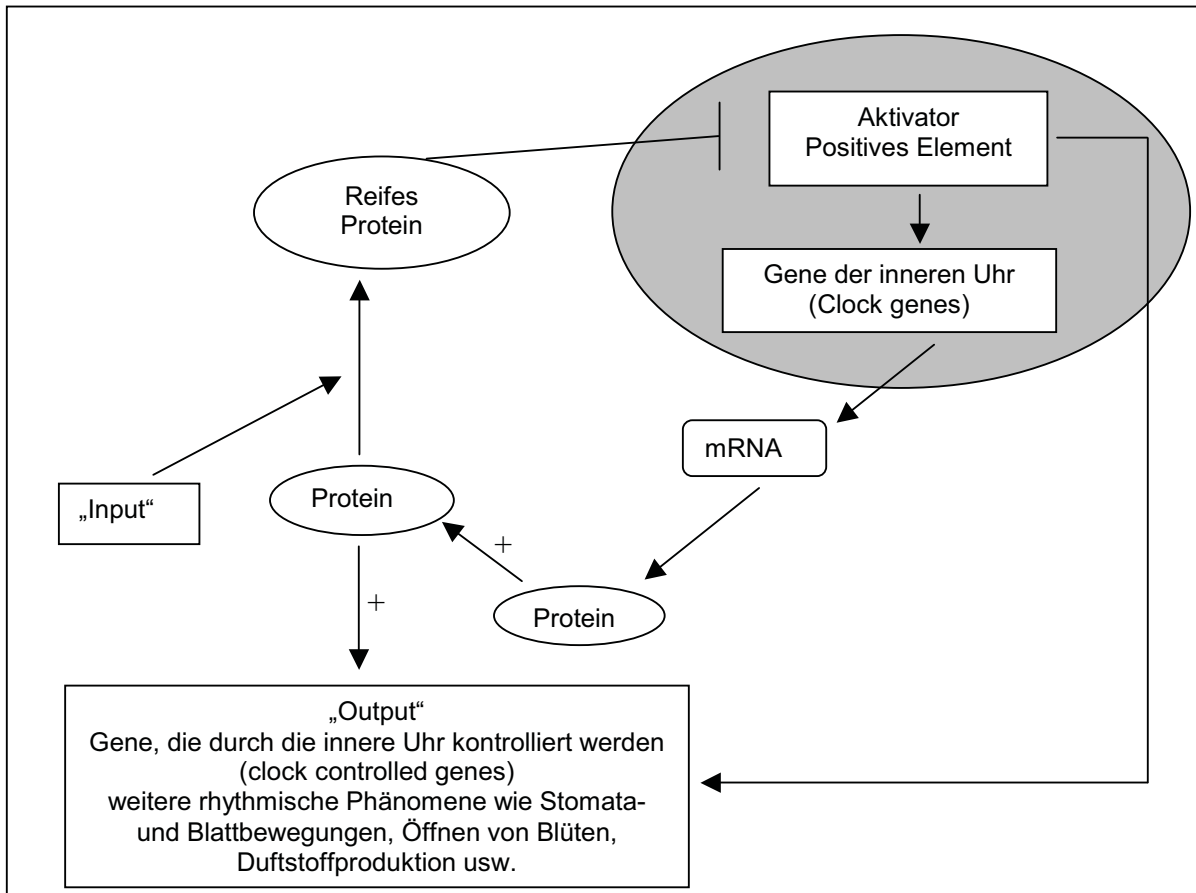 Aktivator
Positives Element
Reifes
Protein
Gene der inneren Uhr
(Clock genes)
mRNA
„Input“
Protein
+
+
Protein
„Output“
Gene, die durch die innere Uhr kontrolliert werden
(clock controlled genes)
weitere rhythmische Phänomene wie Stomata-
und Blattbewegungen, Öffnen von Blüten,
Duftstoffproduktion usw.